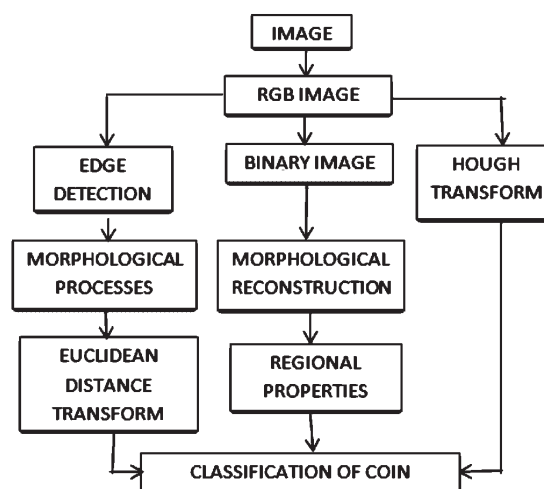 IMAGE
RGB IMAGE
EDGE
DETECTION
BINARY IMAGE
HOUGH
TRANSFORM
MORPHOLOGICAL
PROCESSES
MORPHOLOGICAL
RECONSTRUCTION
EUCLIDEAN
DISTANCE
TRANSFORM
REGIONAL
PROPERTIES
CLASSIFICATION OF COIN